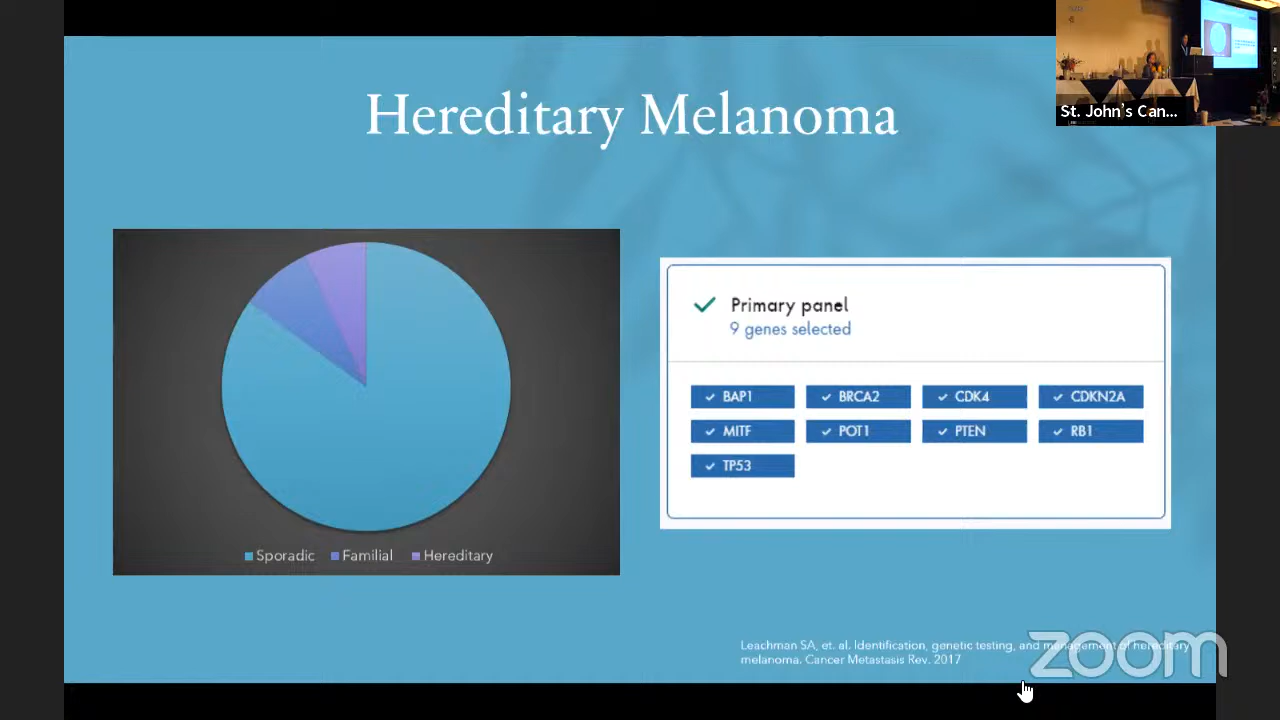 Hereditary Melanoma
St. John's Can...
Primary panel
9 genes selected
BAP1
BRCA2
CDK4
CDKN2A
MITF
POT1
PTEN
RB1
TP53
Sporadic
Familial
Hereditary
Leachman SA, et. al. Identification, genetic testing, and management of hereditary
melanoma. Cancer Metastasis Rev. 2017
zoom